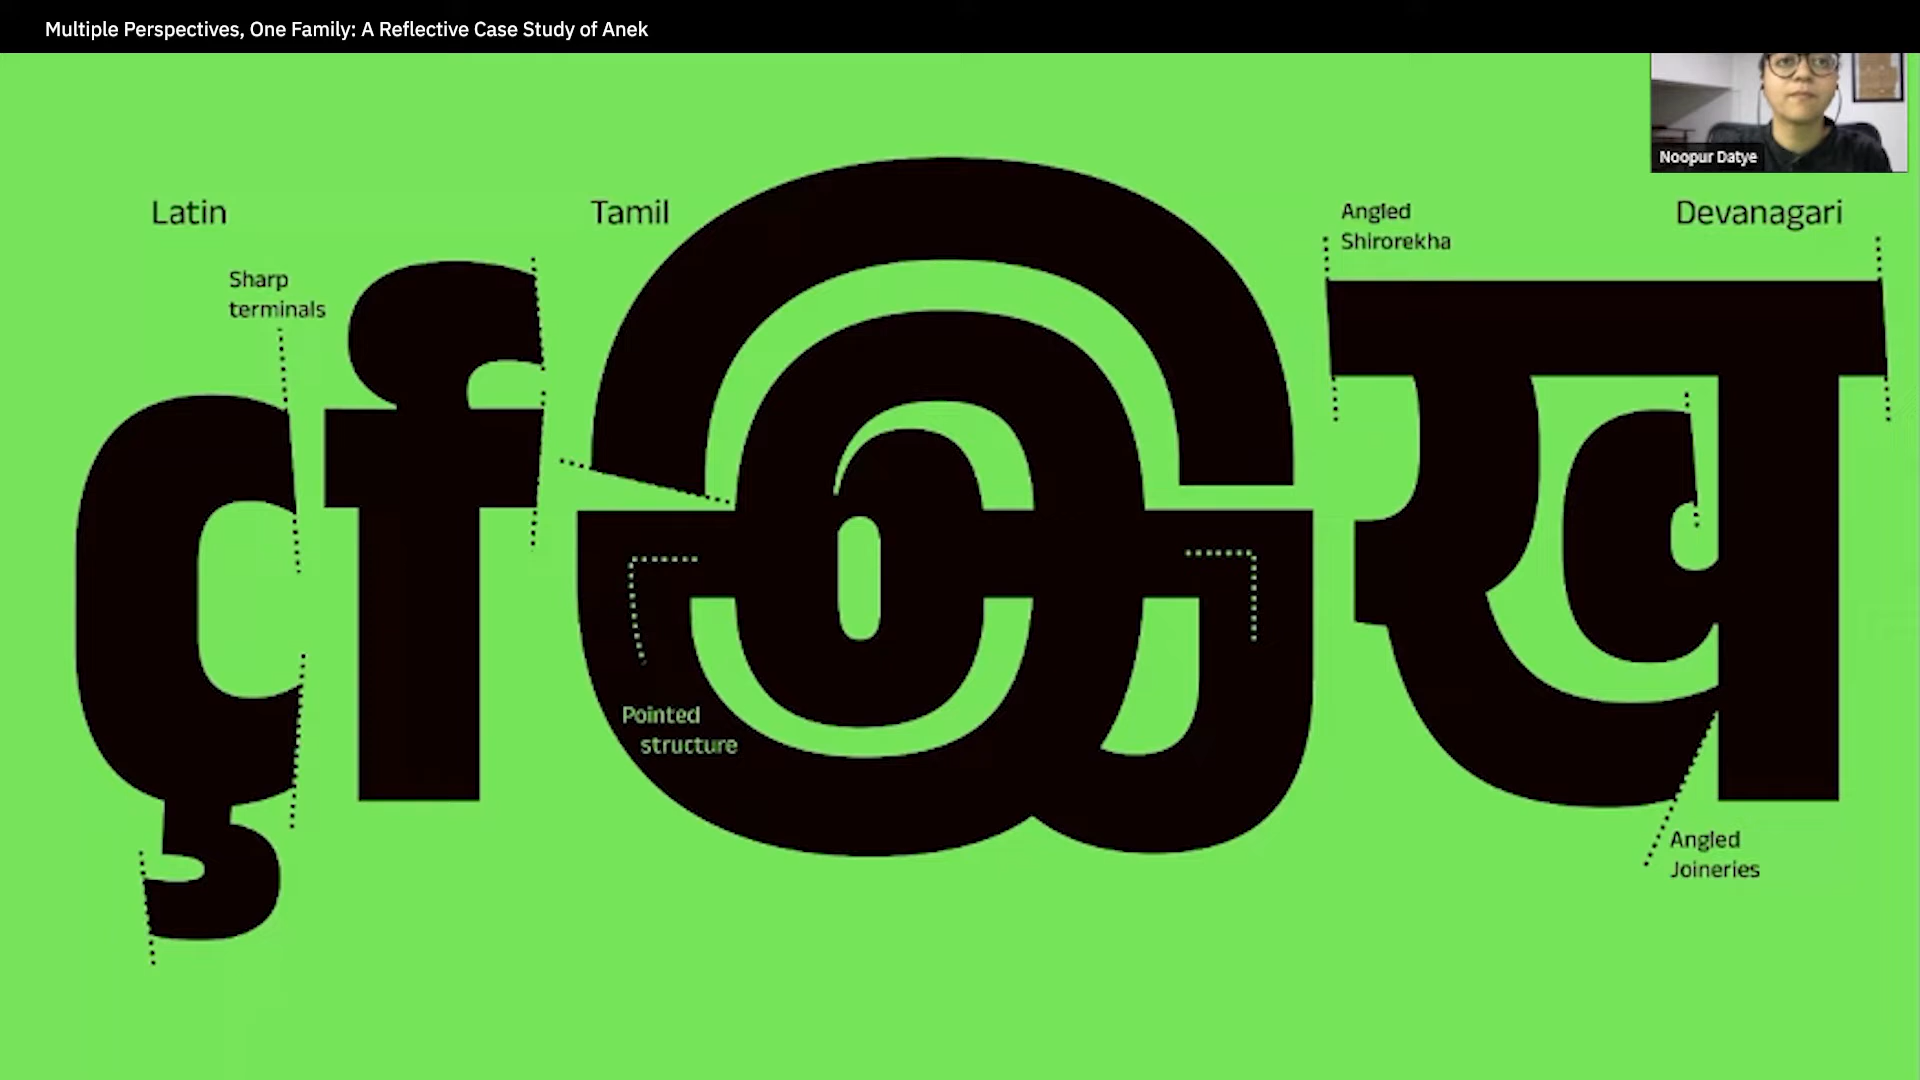 Multiple Perspectives, One Family: A Reflective Case Study of Anek
Noopur Datye
Latin
Tamil
Devanagari
Sharp
terminals
Angled
Shirorekha
çf இ ख
Pointed
structure
Angled
Joineries